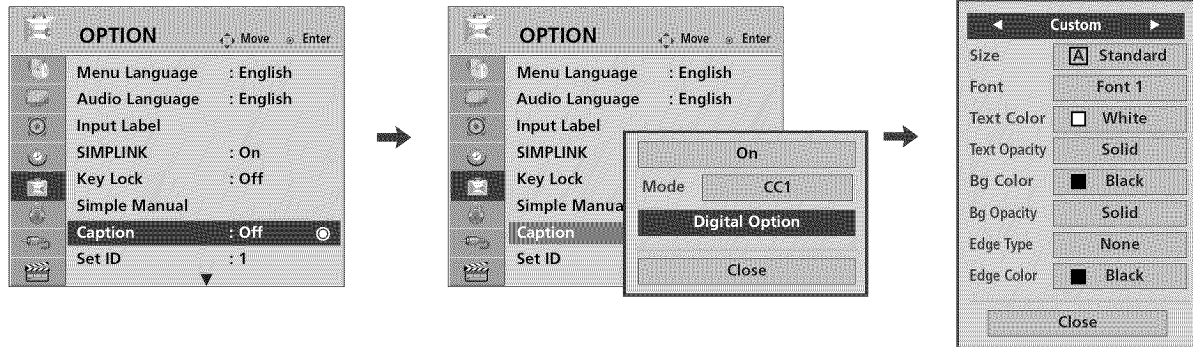 OPTION Move Enter
Menu Language : English
Audio Language : English
Input Label
SIMPLINK : On
Key Lock : Off
Simple Manual
Caption : Off
Set ID : 1
OPTION Move Enter
Menu Language : English
Audio Language : English
Input Label
SIMPLINK
Key Lock
Simple Manua
Caption
Set ID
On
Mode CC1
Digital Option
Close
Custom
Size A Standard
Font Font 1
Text Color White
Text Opacity Solid
Bg Color Black
Bg Opacity Solid
Edge Type None
Edge Color Black
Close